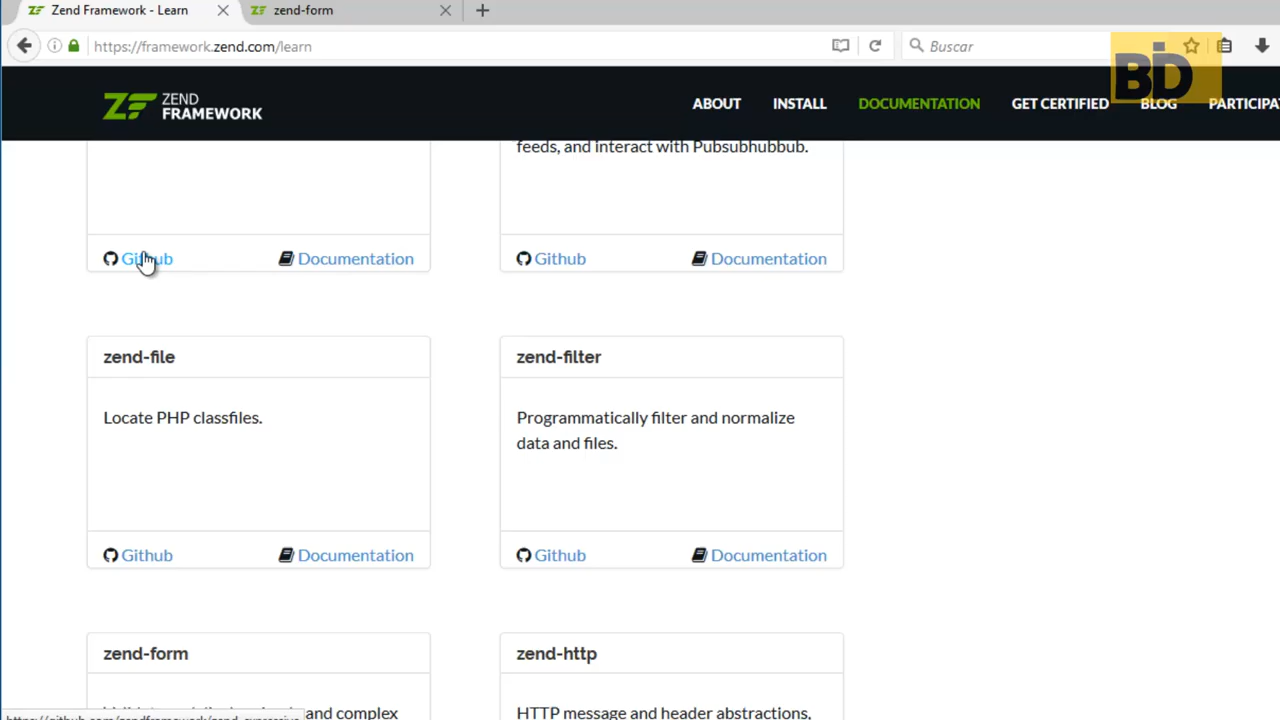 Zend Framework - Learn
zend-form
https://framework.zend.com/learn
Buscar
BD
ZEND FRAMEWORK
ABOUT
INSTALL
DOCUMENTATION
GET CERTIFIED
BLOG
feeds, and interact with Pubsubhubbub.
Github
Documentation
Github
Documentation
zend-file
zend-filter
Locate PHP classfiles.
Programmatically filter and normalize
data and files.
Github
Documentation
Github
Documentation
zend-form
zend-http
and complex
HTTP message and header abstractions,